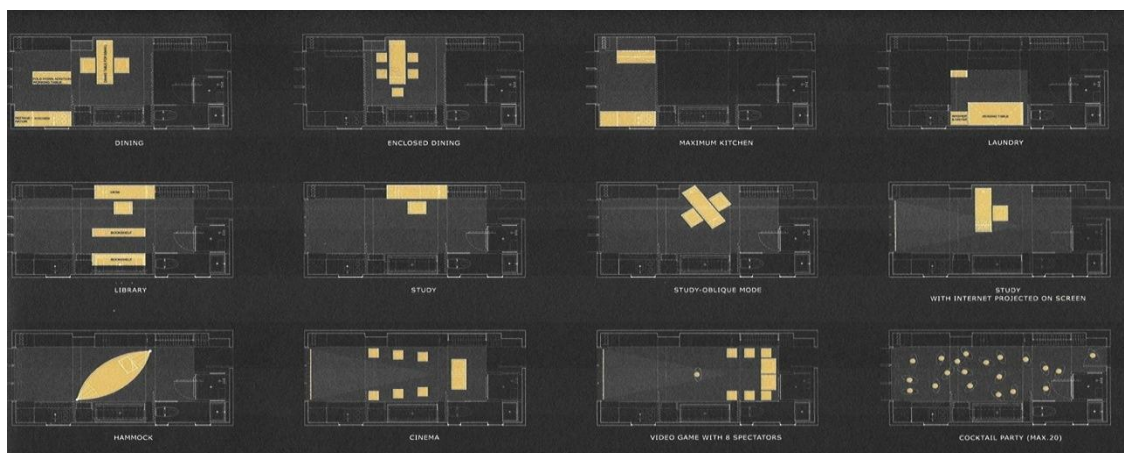 DINING
ENCLOSED DINING
MAXIMUM KITCHEN
LAUNDRY
LIBRARY
STUDY
STUDY-OBLIQUE MODE
STUDY
WITH INTERNET PROJECTED ON SCREEN
HAMMOCK
CINEMA
VIDEO GAME WITH 8 SPECTATORS
COCKTAIL PARTY (MAX.20)